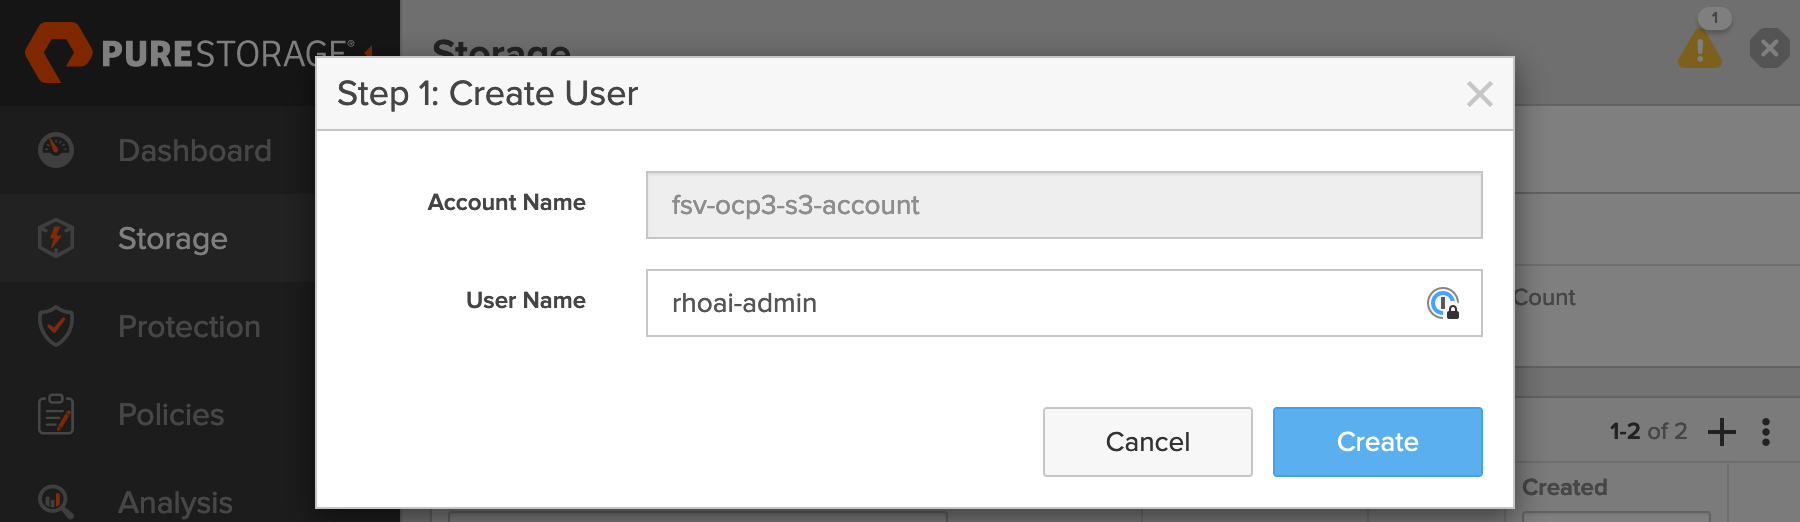 PURESTORAGE®
Storage
1
Step 1: Create User
Dashboard
Storage
Protection
Policies
Analysis
Account Name
fsv-ocp3-s3-account
User Name
rhoai-admin
Cancel
Create
Count
1-2 of 2
Created